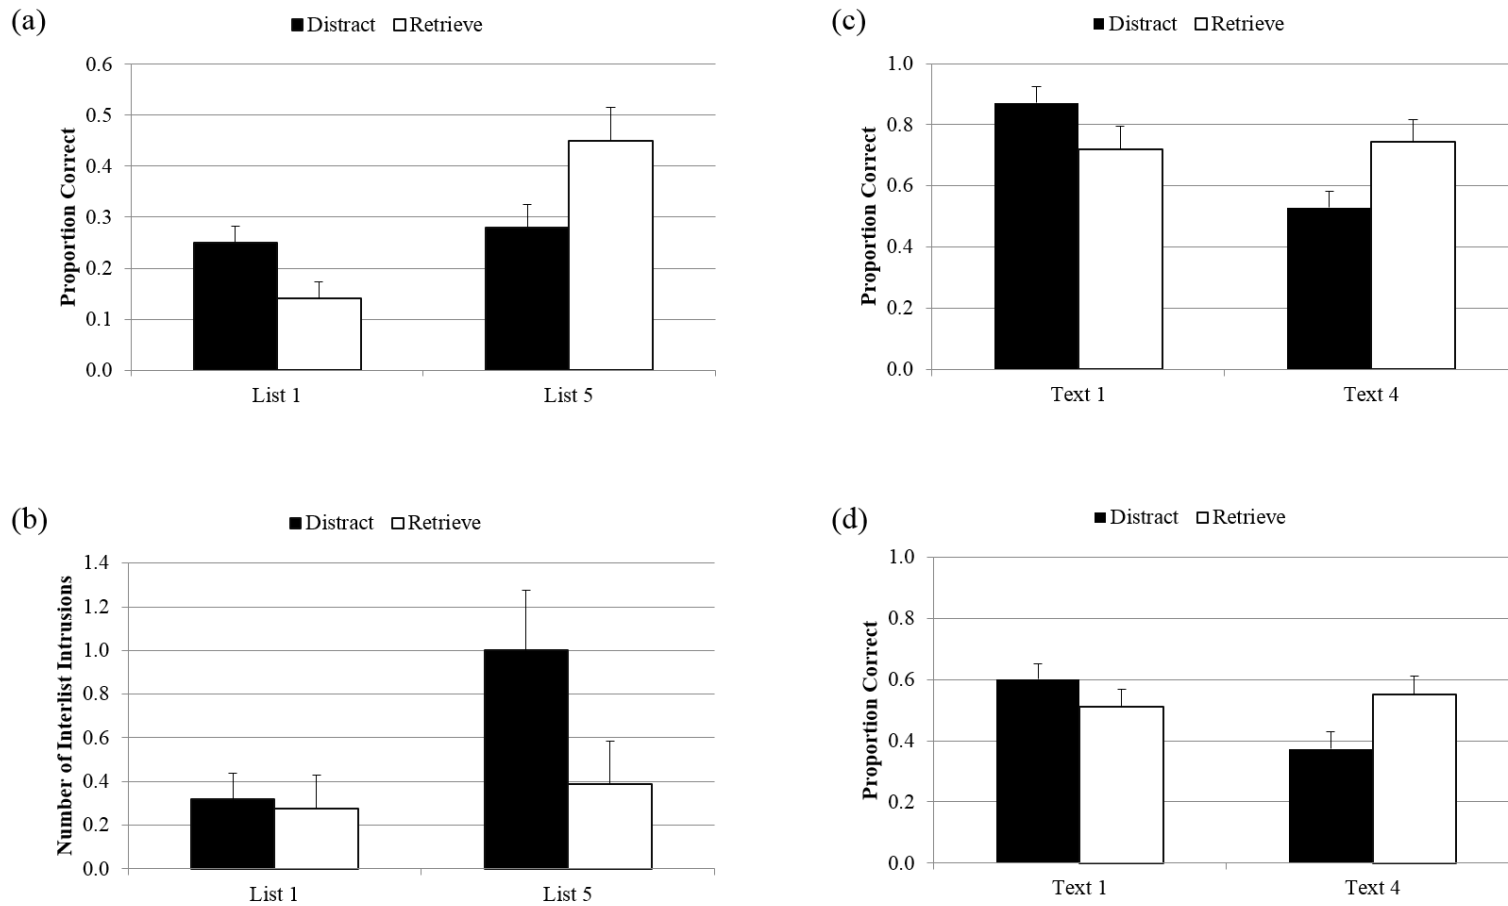 (a)
Distract Retrieve
Proportion Correct
0.6
0.5
0.4
0.3
0.2
0.1
0.0
List 1 List 5
(c)
Distract Retrieve
Proportion Correct
1.0
0.8
0.6
0.4
0.2
0.0
Text 1 Text 4
(b)
Distract Retrieve
Number of Interlist Intrusions
1.4
1.2
1.0
0.8
0.6
0.4
0.2
0.0
List 1 List 5
(d)
Distract Retrieve
Proportion Correct
1.0
0.8
0.6
0.4
0.2
0.0
Text 1 Text 4